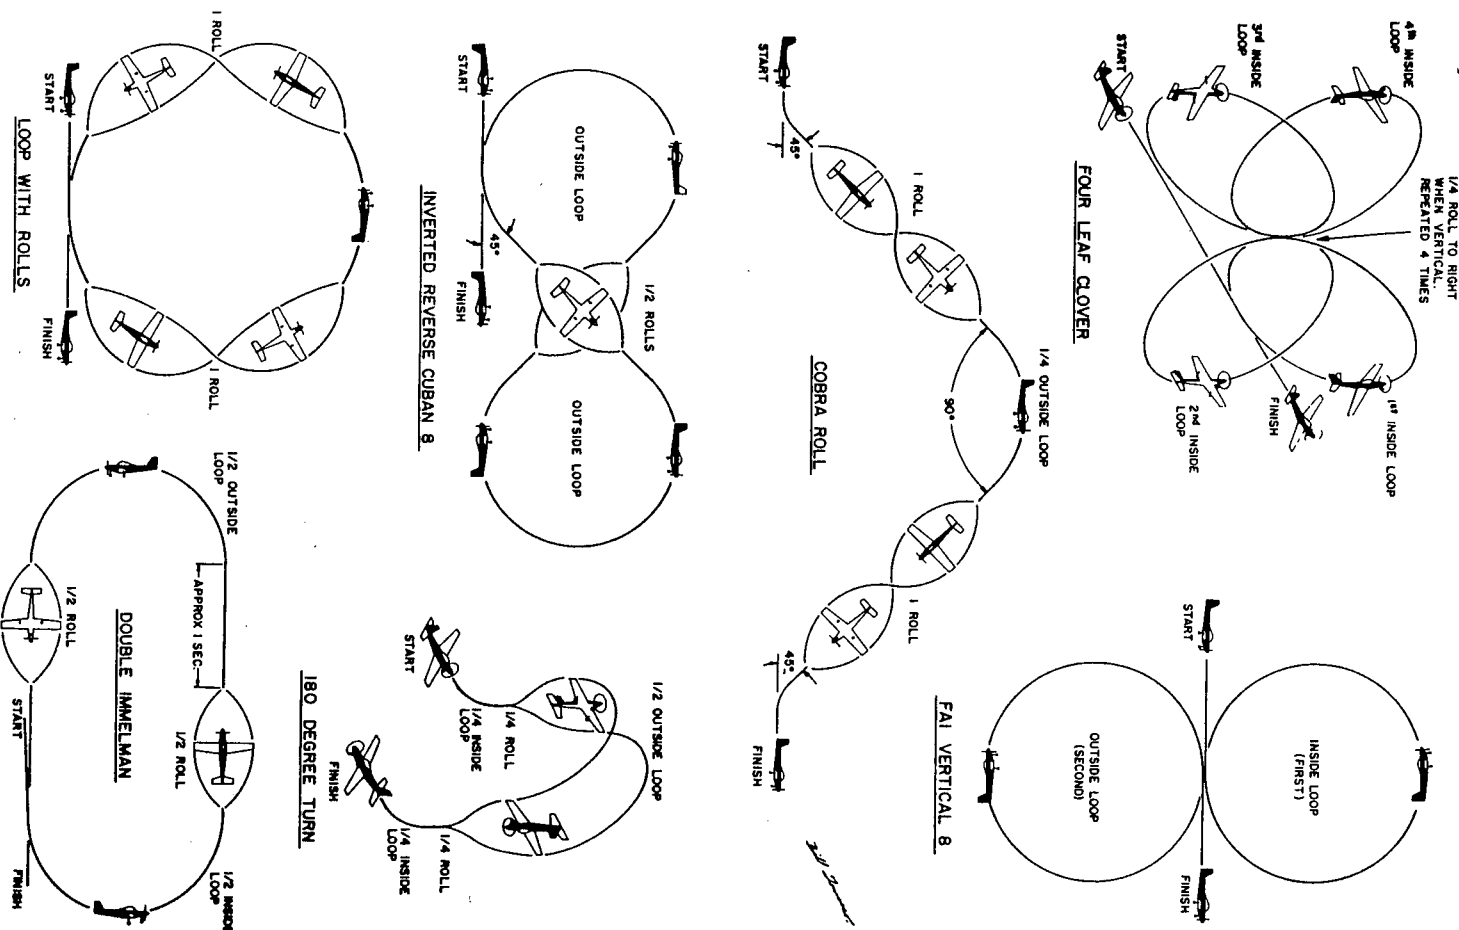 4th INSIDE
LOOP
3rd INSIDE
LOOP
START
1/4 ROLL TO RIGHT
WHEN VERTICAL.
REPEATED 4 TIMES
1st INSIDE LOOP
FINISH
2nd INSIDE
LOOP
FOUR LEAF CLOVER
START
INSIDE LOOP
(FIRST)
OUTSIDE LOOP
(SECOND)
FINISH
FAI VERTICAL 8
START
45°
1 ROLL
1/4 OUTSIDE LOOP
90°
1 ROLL
45°
FINISH
COBRA ROLL
START
OUTSIDE LOOP
45°
FINISH
1/2 ROLLS
OUTSIDE LOOP
INVERTED REVERSE CUBAN 8
1/2 OUTSIDE LOOP
START
1/4 ROLL
1/4 INSIDE
LOOP
FINISH
1/4 ROLL
1/4 INSIDE
LOOP
180 DEGREE TURN
1 ROLL
START
FINISH
1 ROLL
LOOP WITH ROLLS
1/2 OUTSIDE
LOOP
APPROX 1 SEC
1/2 ROLL
1/2 ROLL
1/2 INSIDE
LOOP
START
FINISH
DOUBLE IMMELMAN